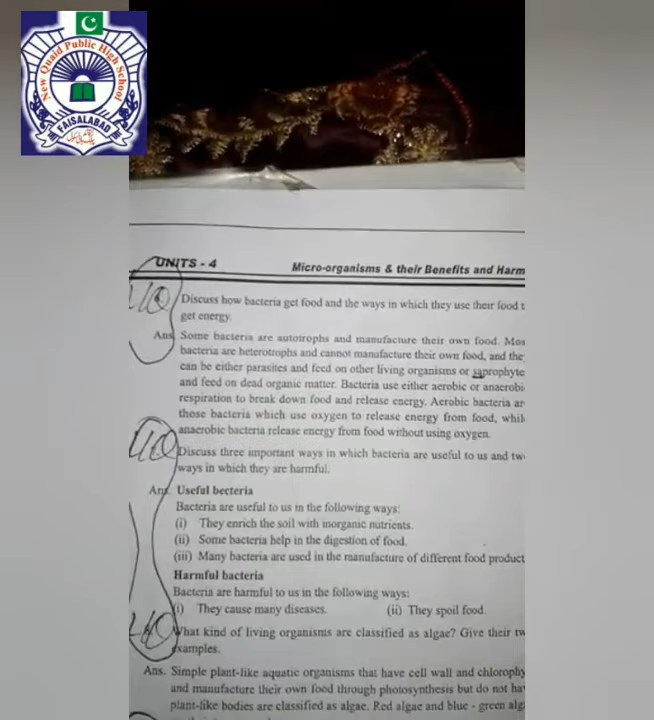 New Quaid Public High School
FAISALABAD
UNITS - 4
Micro-organisms & their Benefits and Harm
Discuss how bacteria get food and the ways in which they use their food t
get energy.
Ans. Some bacteria are autotrophs and manufacture their own food. Mos
bacteria are heterotrophs and cannot manufacture their own food, and the
can be either parasites and feed on other living organisms or saprophyte
and feed on dead organic matter. Bacteria use either aerobic or anaerobi
respiration to break down food and release energy. Aerobic bacteria ar
those bacteria which use oxygen to release energy from food, whil
anaerobic bacteria release energy from food without using oxygen.
Discuss three important ways in which bacteria are useful to us and tw
ways in which they are harmful.
Ans. Useful becteria
Bacteria are useful to us in the following ways:
(i) They enrich the soil with inorganic nutrients.
(ii) Some bacteria help in the digestion of food.
(iii) Many bacteria are used in the manufacture of different food product
Harmful bacteria
Bacteria are harmful to us in the following ways:
(i) They cause many diseases. (ii) They spoil food.
What kind of living organisms are classified as algae? Give their tw
examples.
Ans. Simple plant-like aquatic organisms that have cell wall and chlorophy
and manufacture their own food through photosynthesis but do not ha
plant-like bodies are classified as algae. Red algae and blue - green alg